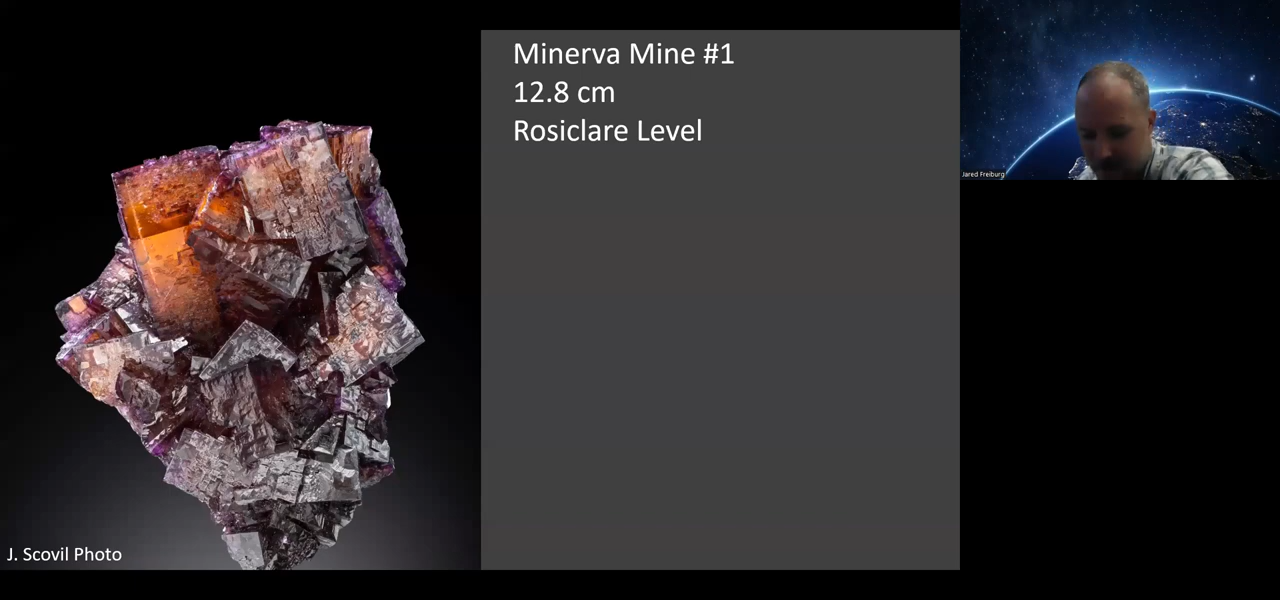 Minerva Mine #1
12.8 cm
Rosiclare Level
Jared Freiburg
J. Scovil Photo